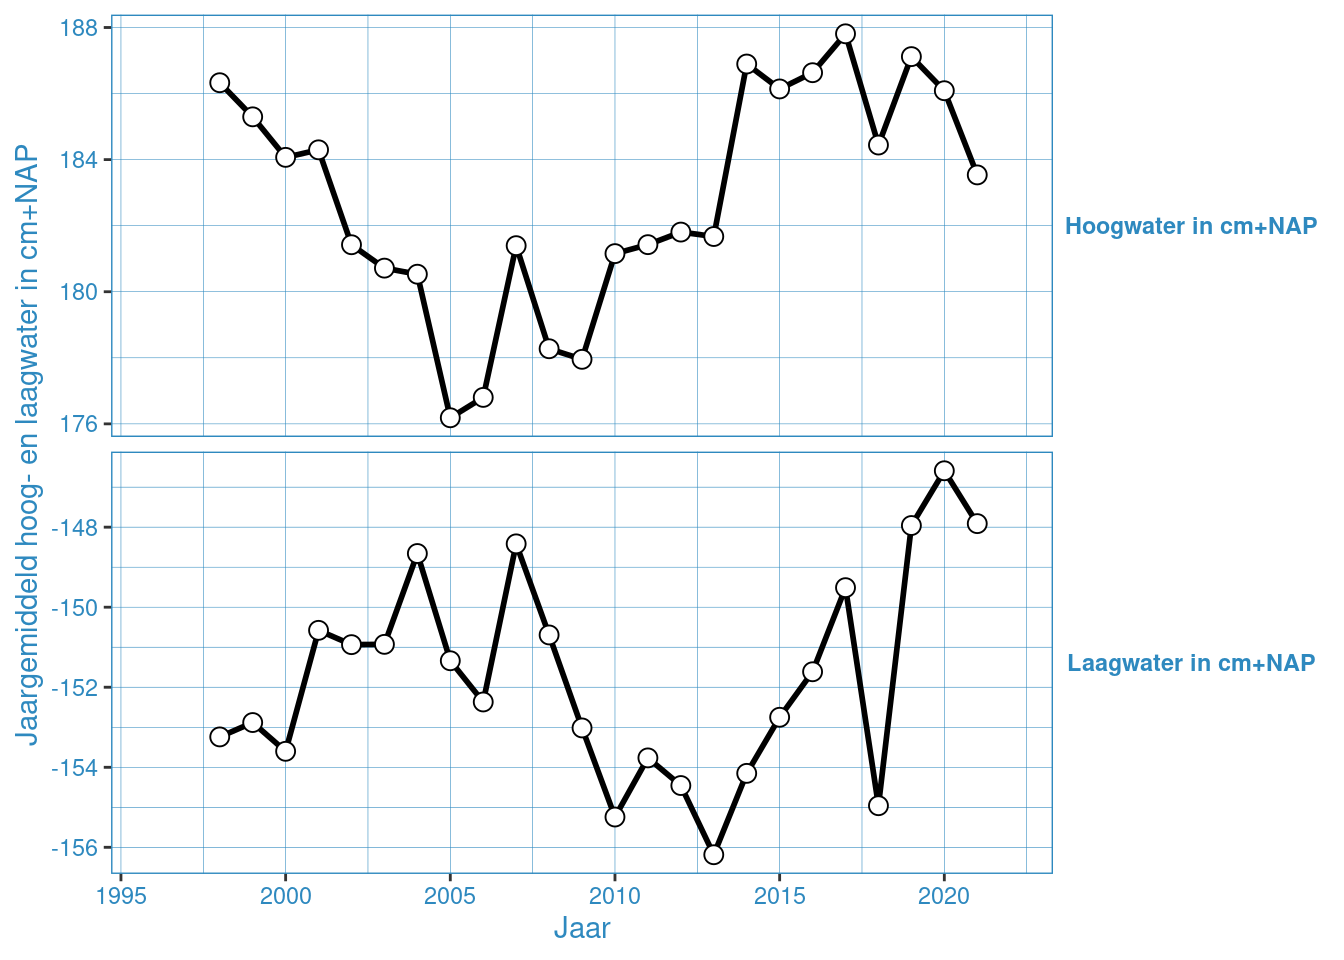 Jaargemiddeld hoog- en laagwater in cm+NAP
188
184
180
176
Hoogwater in cm+NAP
-148
-150
-152
-154
-156
Laagwater in cm+NAP
1995 2000 2005 2010 2015 2020
Jaar